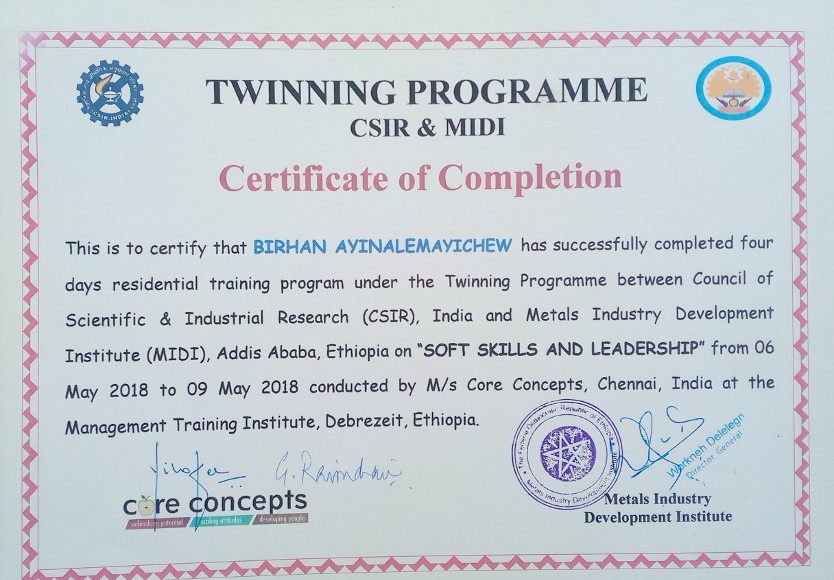 TWINNING PROGRAMME
CSIR & MIDI
Certificate of Completion
This is to certify that BIRHAN AYINALEMAYICHEW has successfully completed four
days residential training program under the Twinning Programme between Council of
Scientific & Industrial Research (CSIR), India and Metals Industry Development
Institute (MIDI), Addis Ababa, Ethiopia on “SOFT SKILLS AND LEADERSHIP” from 06
May 2018 to 09 May 2018 conducted by M/s Core Concepts, Chennai, India at the
Management Training Institute, Debrezeit, Ethiopia.
core concepts
unleashing potential scaling attitudes developing people
The Federal Democratic Republic of Ethiopia
Metals Industry Development
Workneh Delelegn
Director General
Metals Industry
Development Institute
CSIR-INDIA